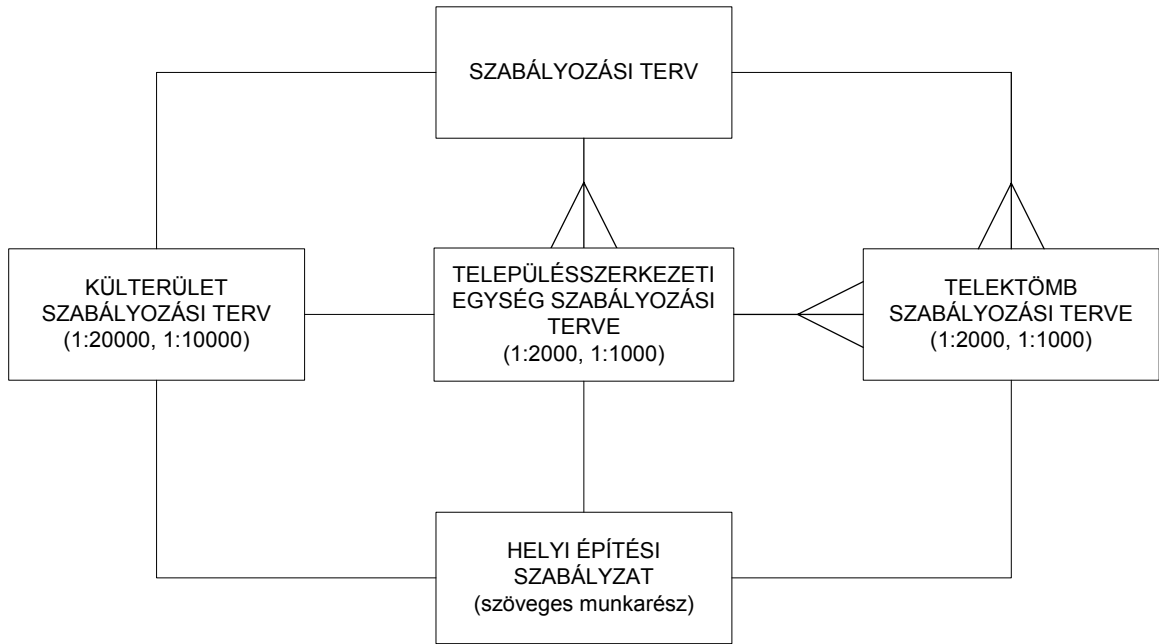 SZABÁLYOZÁSI TERV
KÜLTERÜLET
SZABÁLYOZÁSI TERV
(1:20000, 1:10000)
TELEPÜLÉSSZERKEZETI
EGYSÉG SZABÁLYOZÁSI
TERVE
(1:2000, 1:1000)
TELEKTÖMB
SZABÁLYOZÁSI TERVE
(1:2000, 1:1000)
HELYI ÉPÍTÉSI
SZABÁLYZAT
(szöveges munkarész)